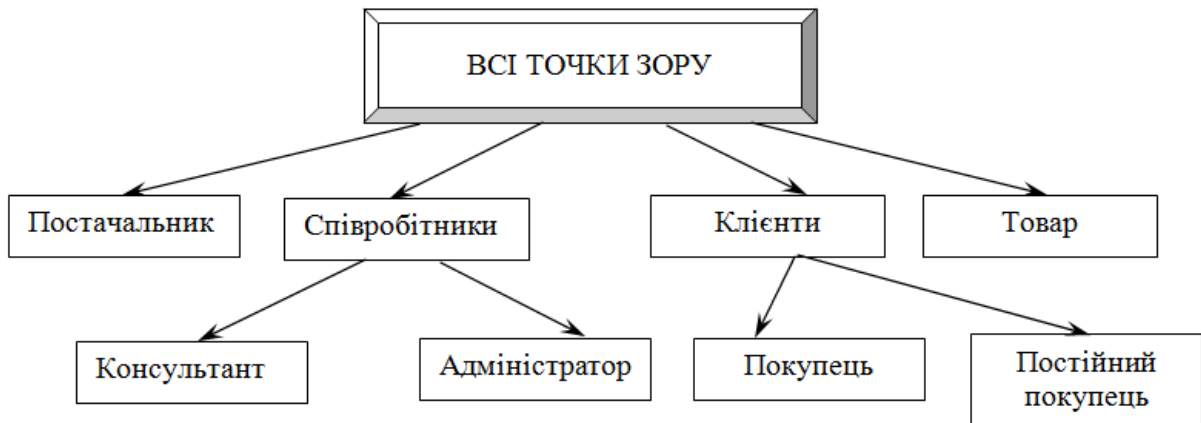 ВСІ ТОЧКИ ЗОРУ
Постачальник
Співробітники
Клієнти
Товар
Консультант
Адміністратор
Покупець
Постійний
покупець